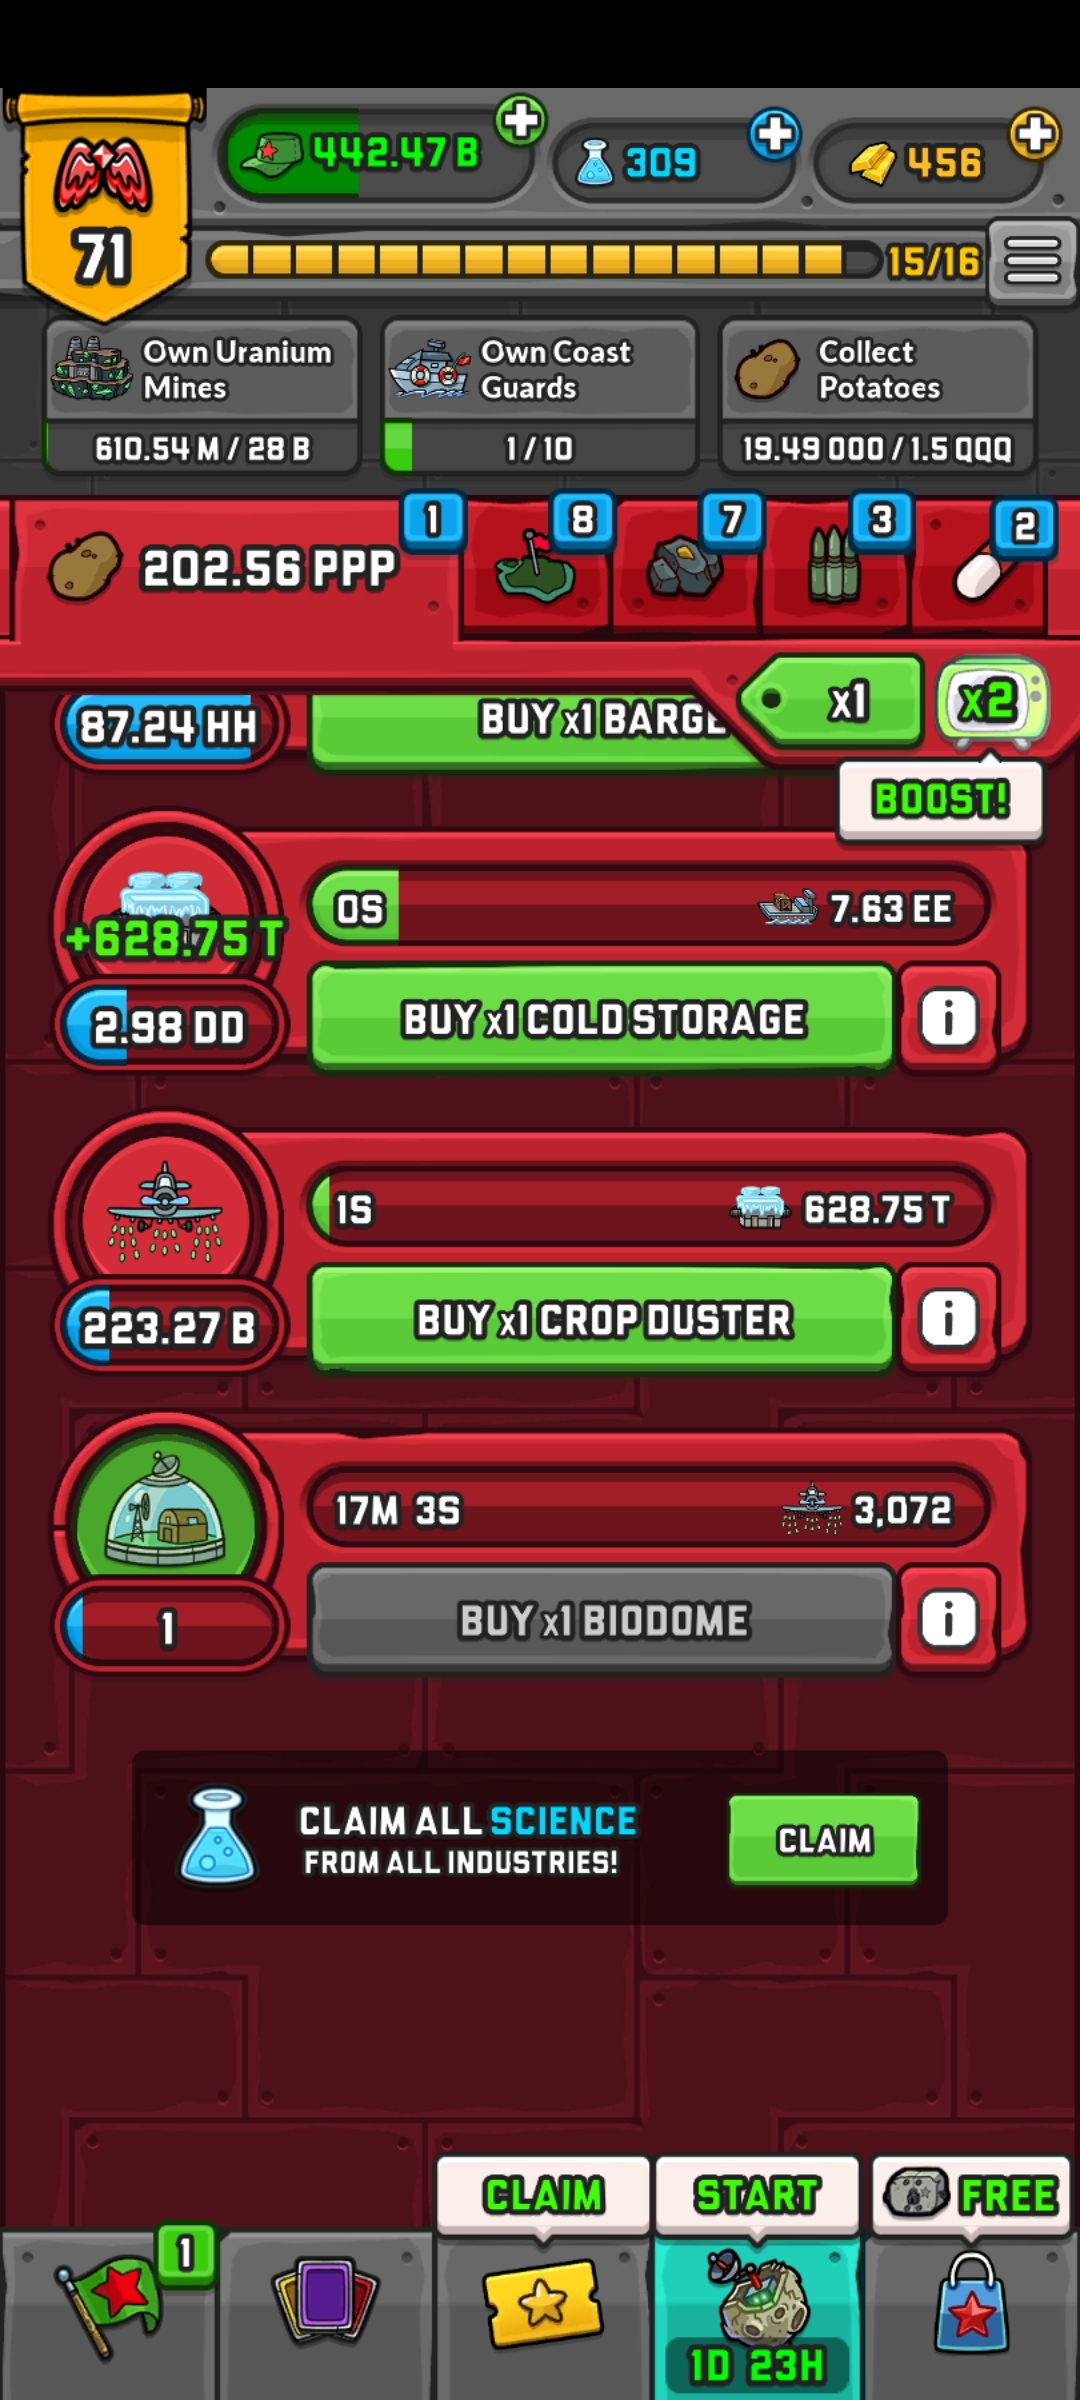 442.47 B
309
456
71
15/16
Own Uranium
Mines
610.54 M / 28 B
Own Coast
Guards
1 / 10
Collect
Potatoes
19.49 OOO / 1.5 QQQ
202.56 PPP
1
8
7
3
2
x1
x2
BOOST!
87.24 HH
BUY x1 BARGE
+628.75 T
2.98 DD
0S
7.63 EE
BUY x1 COLD STORAGE
i
223.27 B
1S
628.75 T
BUY x1 CROP DUSTER
i
1
17M 3S
3,072
BUY x1 BIODOME
i
CLAIM ALL SCIENCE
FROM ALL INDUSTRIES!
CLAIM
CLAIM
START
FREE
1
1D 23H